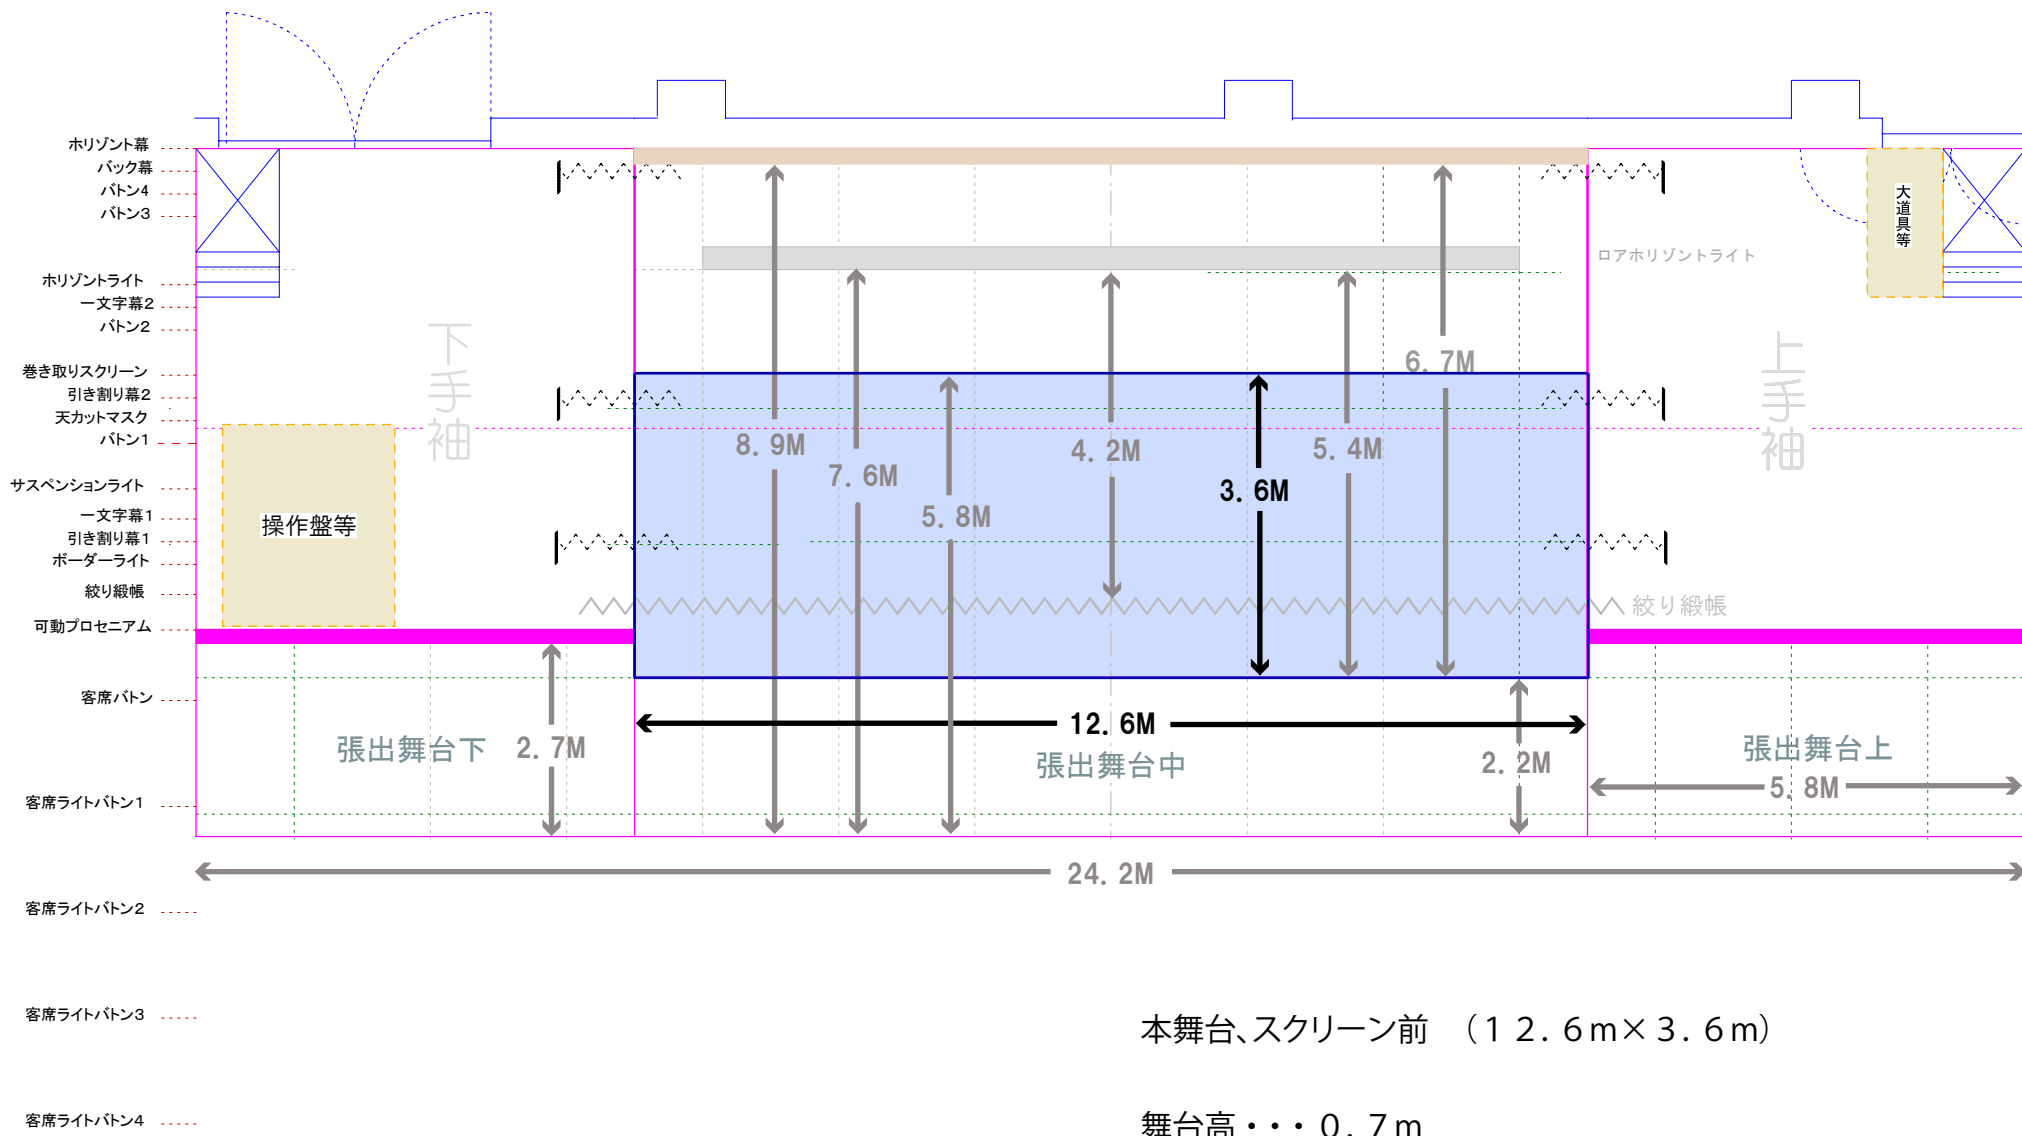 ホリゾント幕
バック幕
バトン4
バトン3
ホリゾントライト
一文字幕2
バトン2
巻き取りスクリーン
引き割り幕2
天カットマスク
バトン1
サスペンションライト
一文字幕1
引き割り幕1
ボーダーライト
絞り緞帳
可動プロセニアム
客席バトン
客席ライトバトン1
客席ライトバトン2
客席ライトバトン3
客席ライトバトン4
下手袖
操作盤等
上手袖
大道具等
ロアホリゾントライト
絞り緞帳
6.7M
8.9M
7.6M
4.2M
5.4M
3.6M
5.8M
12.6M
張出舞台下
2.7M
張出舞台中
2.2M
張出舞台上
5.8M
24.2M
本舞台、スクリーン前　（１２.６ｍ×３.６ｍ）
舞台高・・・０.７ｍ